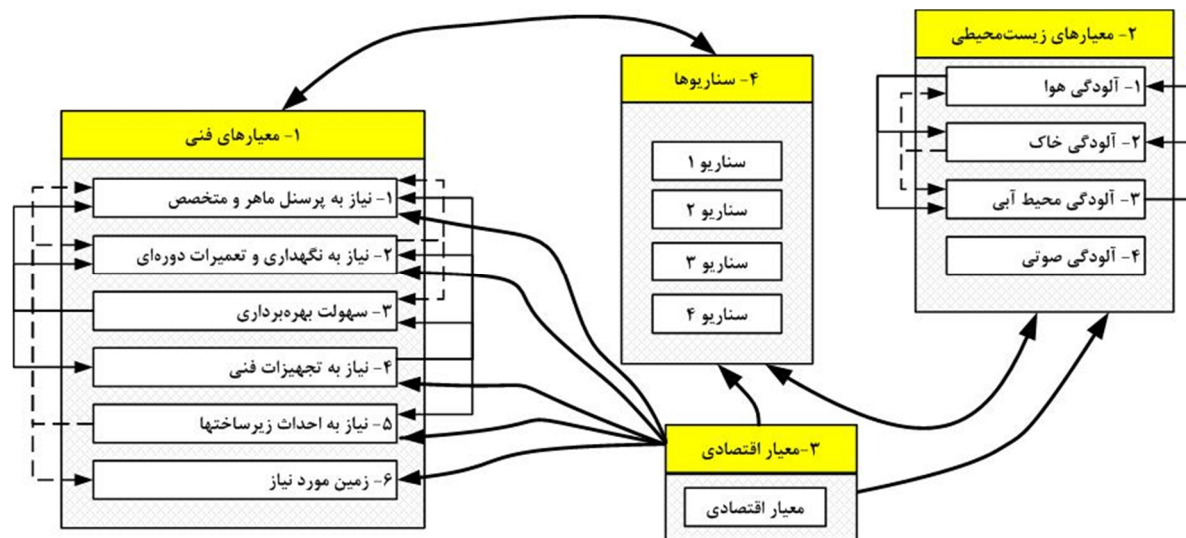 ۲- معیارهای زیست‌محیطی
۱- آلودگی هوا
۲- آلودگی خاک
۳- آلودگی محیط آبی
۴- آلودگی صوتی
۴- سناریوها
سناریو ۱
سناریو ۲
سناریو ۳
سناریو ۴
۱- معیارهای فنی
۱- نیاز به پرسنل ماهر و متخصص
۲- نیاز به نگهداری و تعمیرات دوره‌ای
۳- سهولت بهره‌برداری
۴- نیاز به تجهیزات فنی
۵- نیاز به احداث زیرساختها
۶- زمین مورد نیاز
۳-معیار اقتصادی
معیار اقتصادی